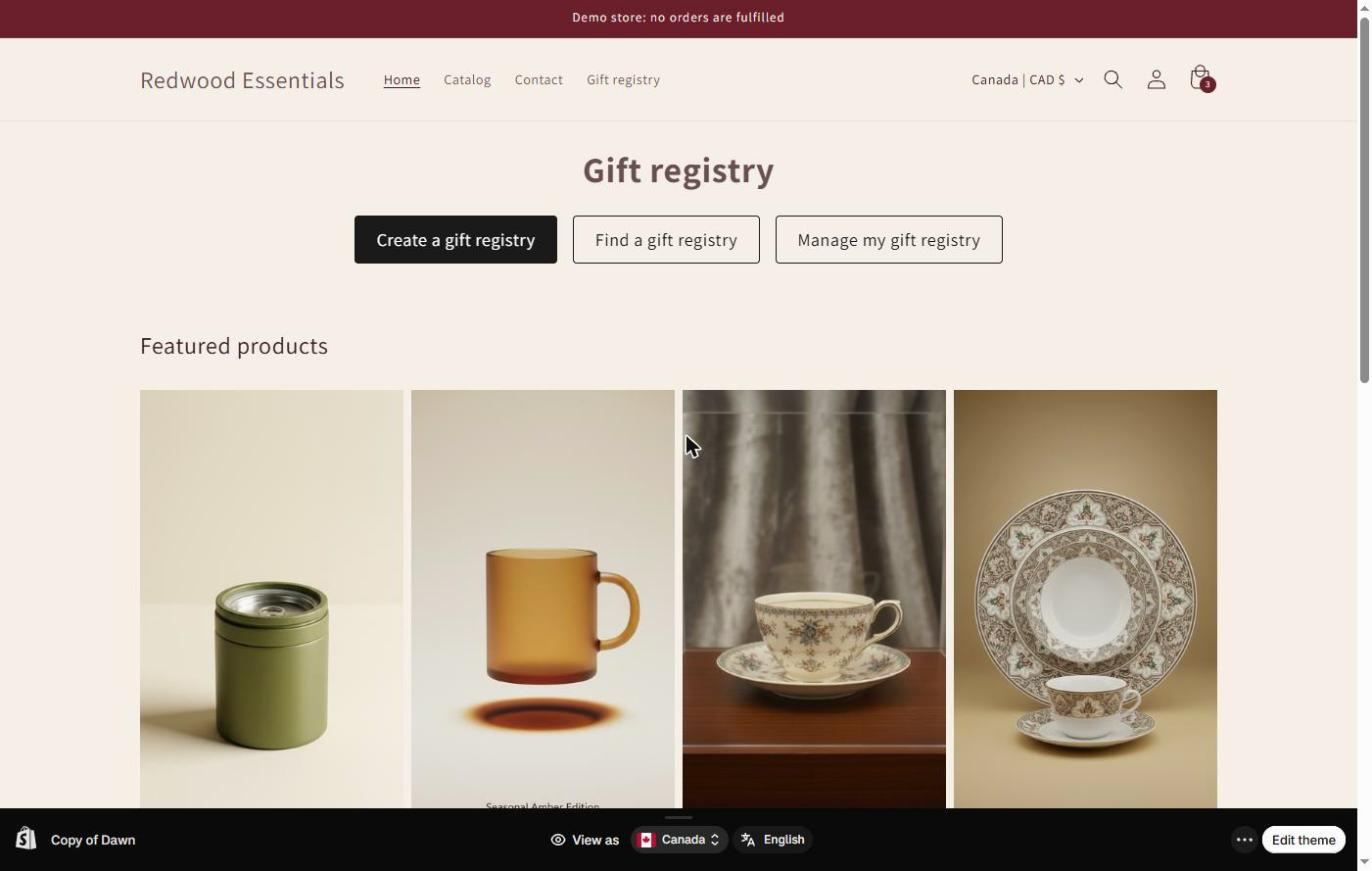 Demo store: no orders are fulfilled
Redwood Essentials
Home
Catalog
Contact
Gift registry
Canada | CAD $
3
Gift registry
Create a gift registry
Find a gift registry
Manage my gift registry
Featured products
Seasonal Amber Edition
Copy of Dawn
View as
Canada
English
Edit theme